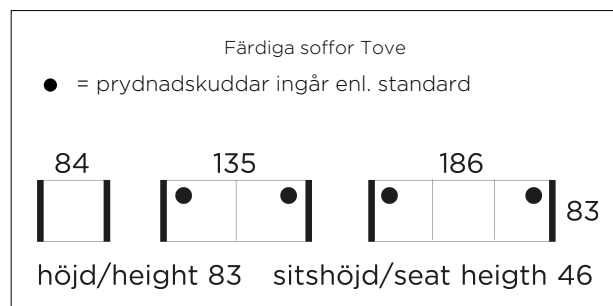 Färdiga soffor Tove
● = prydnadskuddar ingår enl. standard
84 135 186
83
höjd/height 83 sitshöjd/seat heigth 46